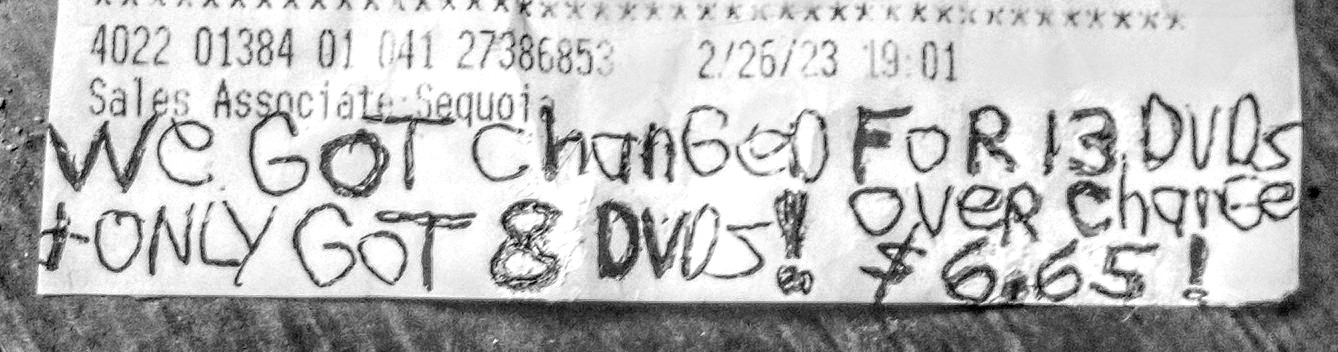 ************************************************
4022 01384 01 041 27386853 2/26/23 19:01
Sales Associate:Sequoia
We GOT chanGeD FoR 13 DVDs
+ ONLY GoT 8 DVDs! over charGe
$6.65!